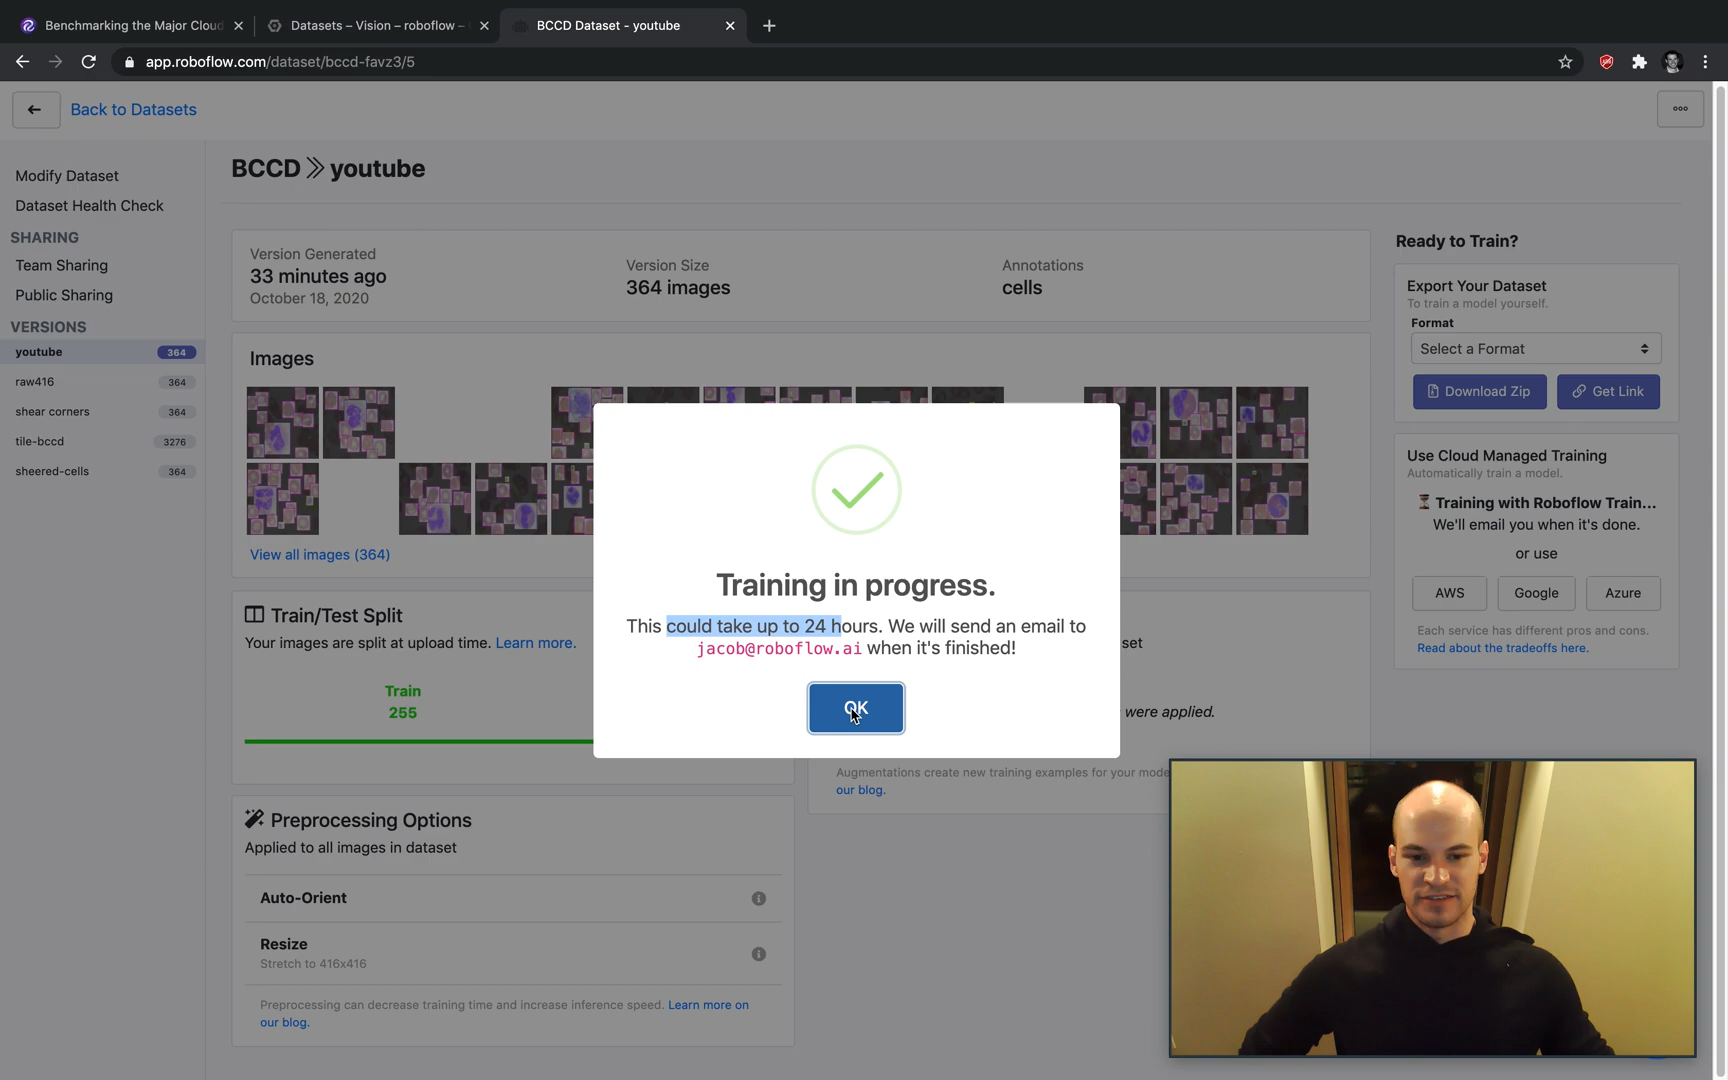 Benchmarking the Major Cloud
Datasets – Vision – roboflow –
BCCD Dataset - youtube
app.roboflow.com/dataset/bccd-favz3/5
Back to Datasets
Modify Dataset
Dataset Health Check
SHARING
Team Sharing
Public Sharing
VERSIONS
youtube 364
raw416 364
shear corners 364
tile-bccd 3276
sheered-cells 364
BCCD >> youtube
Version Generated
33 minutes ago
October 18, 2020
Version Size
364 images
Annotations
cells
Images
View all images (364)
Train/Test Split
Your images are split at upload time. Learn more.
Train
255
Preprocessing Options
Applied to all images in dataset
Auto-Orient
Resize
Stretch to 416x416
Preprocessing can decrease training time and increase inference speed. Learn more on
our blog.
Training in progress.
This could take up to 24 hours. We will send an email to
jacob@roboflow.ai when it's finished!
OK
set
were applied.
Augmentations create new training examples for your mode
our blog.
Ready to Train?
Export Your Dataset
To train a model yourself.
Format
Select a Format
Download Zip
Get Link
Use Cloud Managed Training
Automatically train a model.
Training with Roboflow Train...
We'll email you when it's done.
or use
AWS
Google
Azure
Each service has different pros and cons.
Read about the tradeoffs here.